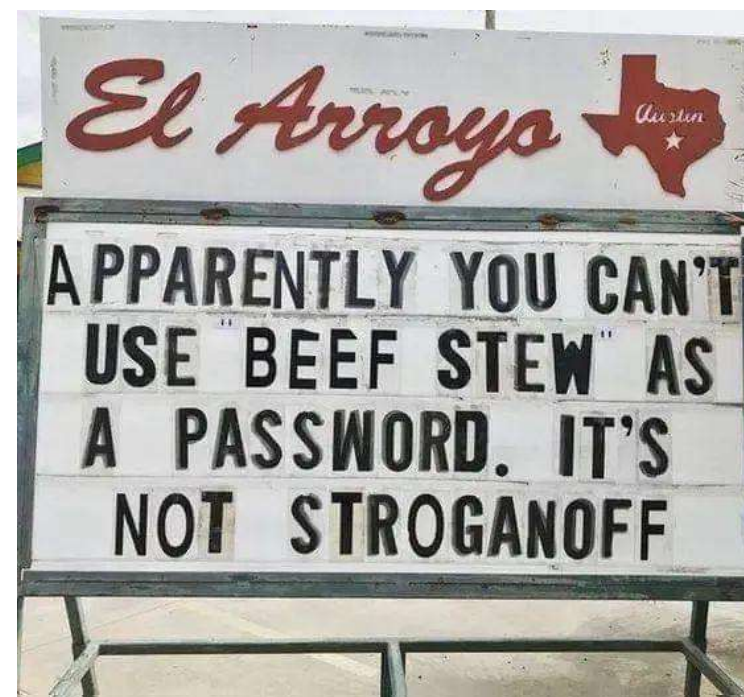 El Arroyo
Austin
APPARENTLY YOU CAN'T
USE "BEEF STEW" AS
A PASSWORD. IT'S
NOT STROGANOFF